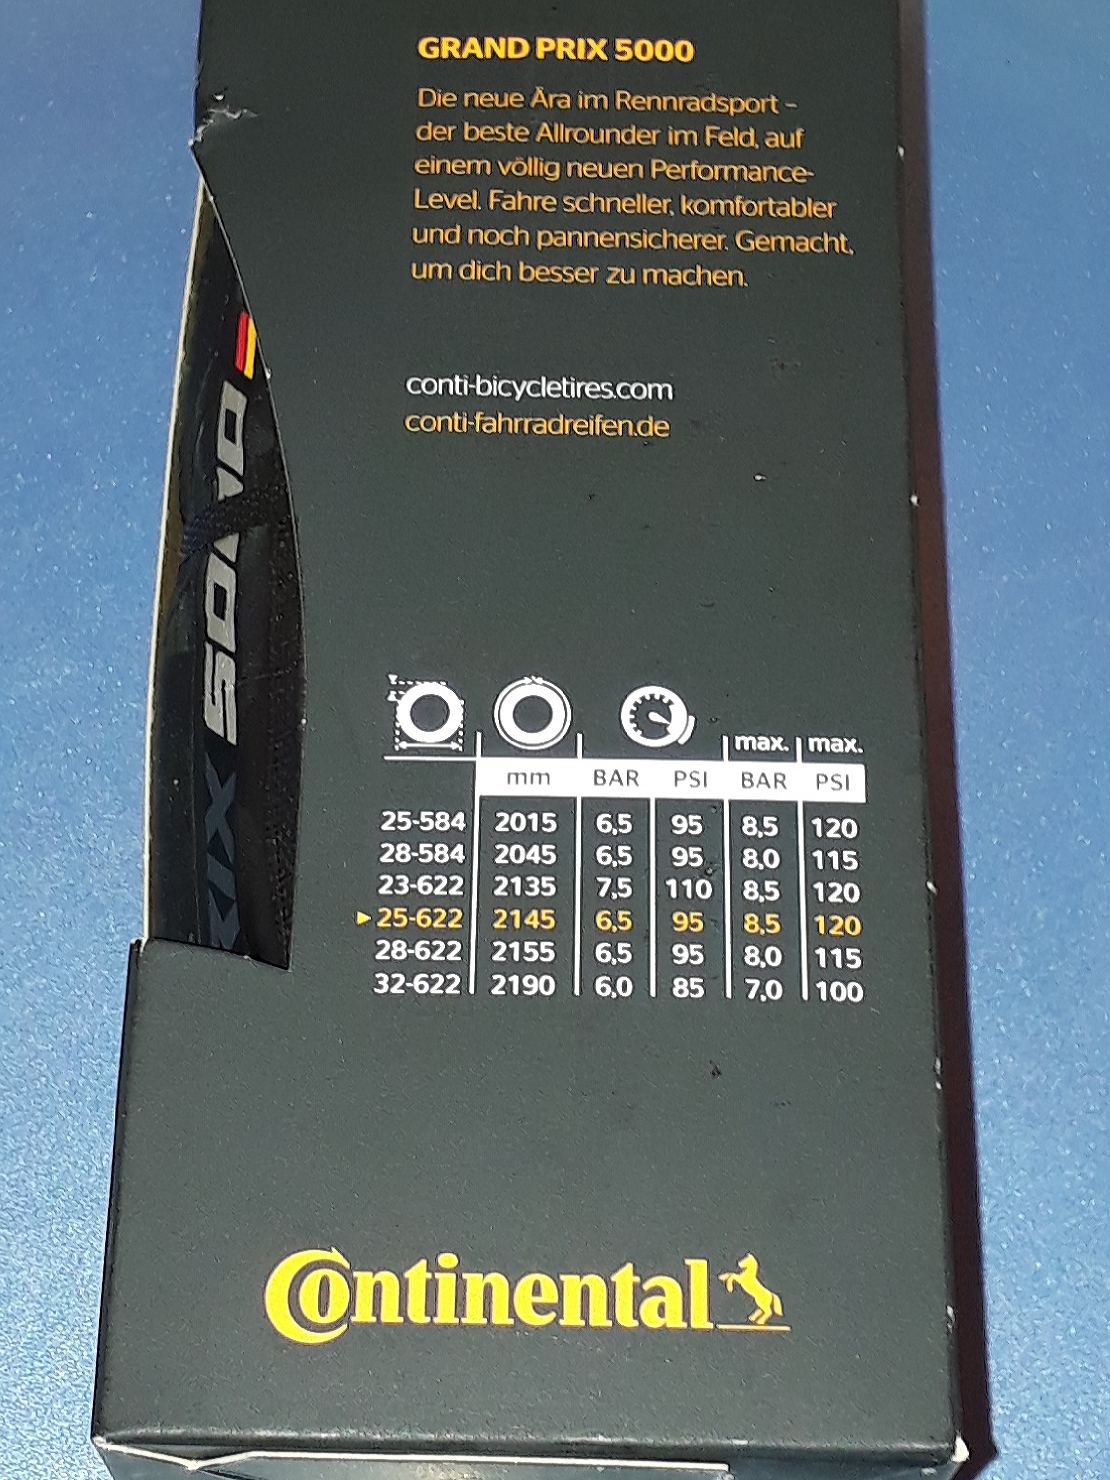 GRAND PRIX 5000
Die neue Ära im Rennradsport –
der beste Allrounder im Feld, auf
einem völlig neuen Performance-
Level. Fahre schneller, komfortabler
und noch pannensicherer. Gemacht,
um dich besser zu machen.
conti-bicycletires.com
conti-fahrradreifen.de
max. max.
mm BAR PSI BAR PSI
25-584 2015 6,5 95 8,5 120
28-584 2045 6,5 95 8,0 115
23-622 2135 7,5 110 8,5 120
►25-622 2145 6,5 95 8,5 120
28-622 2155 6,5 95 8,0 115
32-622 2190 6,0 85 7,0 100
Continental